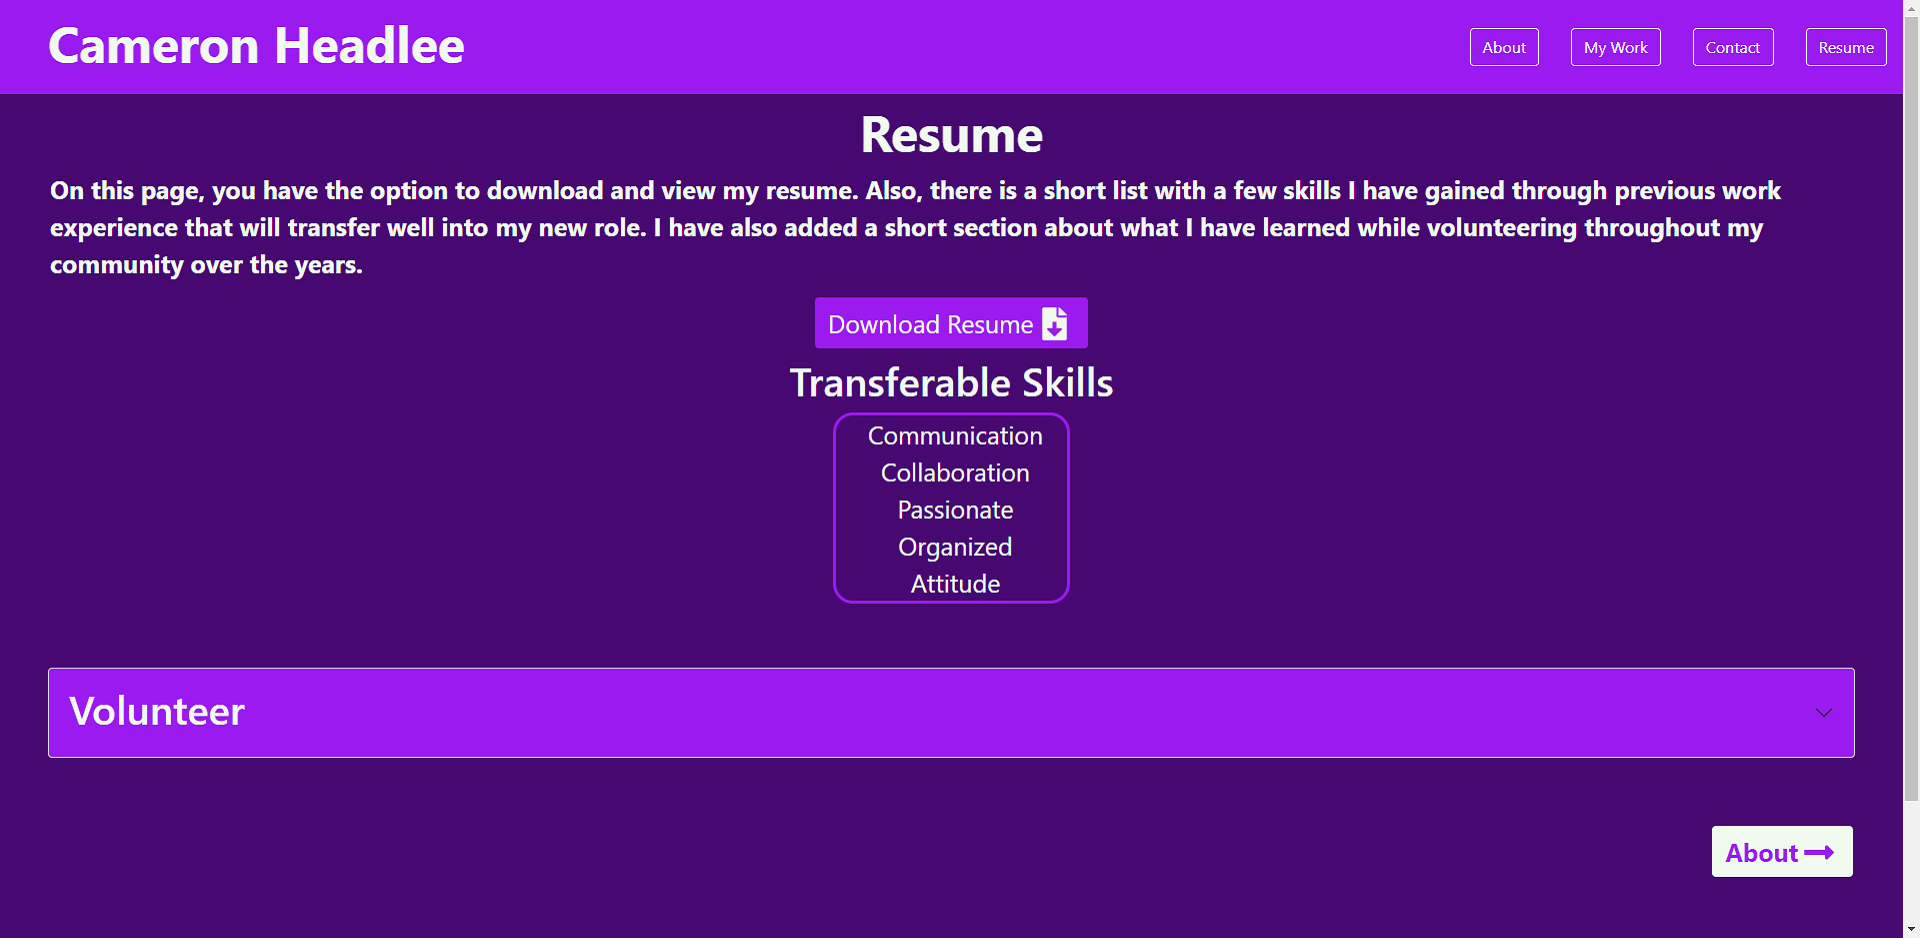 Cameron Headlee
About
My Work
Contact
Resume
Resume
On this page, you have the option to download and view my resume. Also, there is a short list with a few skills I have gained through previous work
experience that will transfer well into my new role. I have also added a short section about what I have learned while volunteering throughout my
community over the years.
Download Resume
Transferable Skills
Communication
Collaboration
Passionate
Organized
Attitude
Volunteer
About